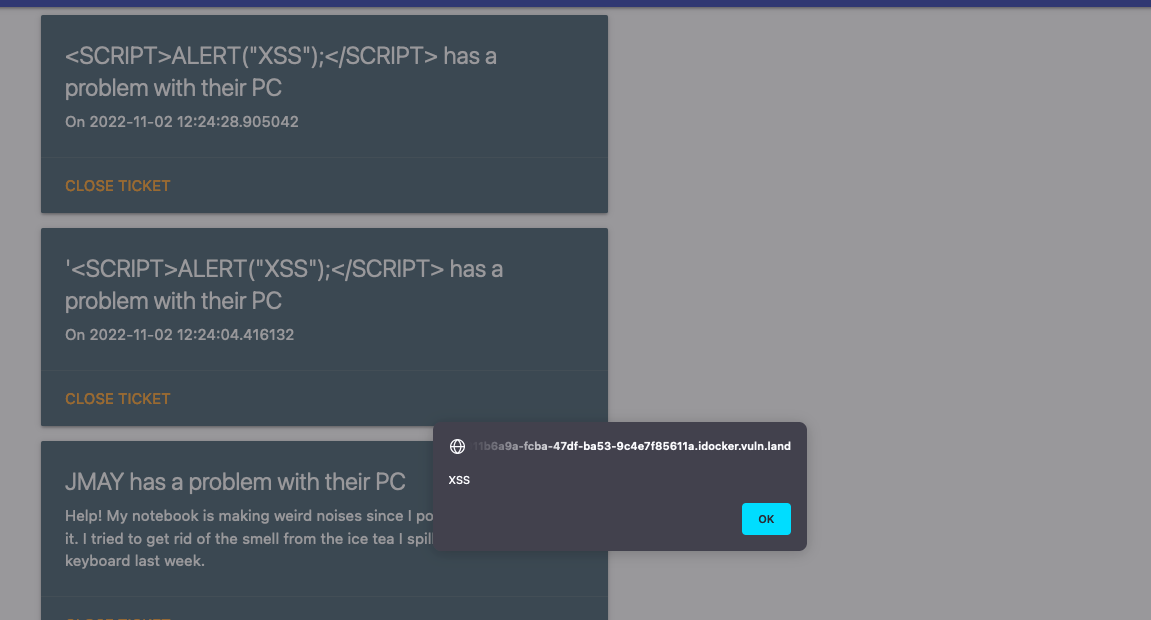 <SCRIPT>ALERT("XSS");</SCRIPT> has a
problem with their PC
On 2022-11-02 12:24:28.905042
CLOSE TICKET
'<SCRIPT>ALERT("XSS");</SCRIPT> has a
problem with their PC
On 2022-11-02 12:24:04.416132
CLOSE TICKET
JMAY has a problem with their PC
Help! My notebook is making weird noises since I po
it. I tried to get rid of the smell from the ice tea I spill
keyboard last week.
11b6a9a-fcba-47df-ba53-9c4e7f85611a.idocker.vuln.land
XSS
OK